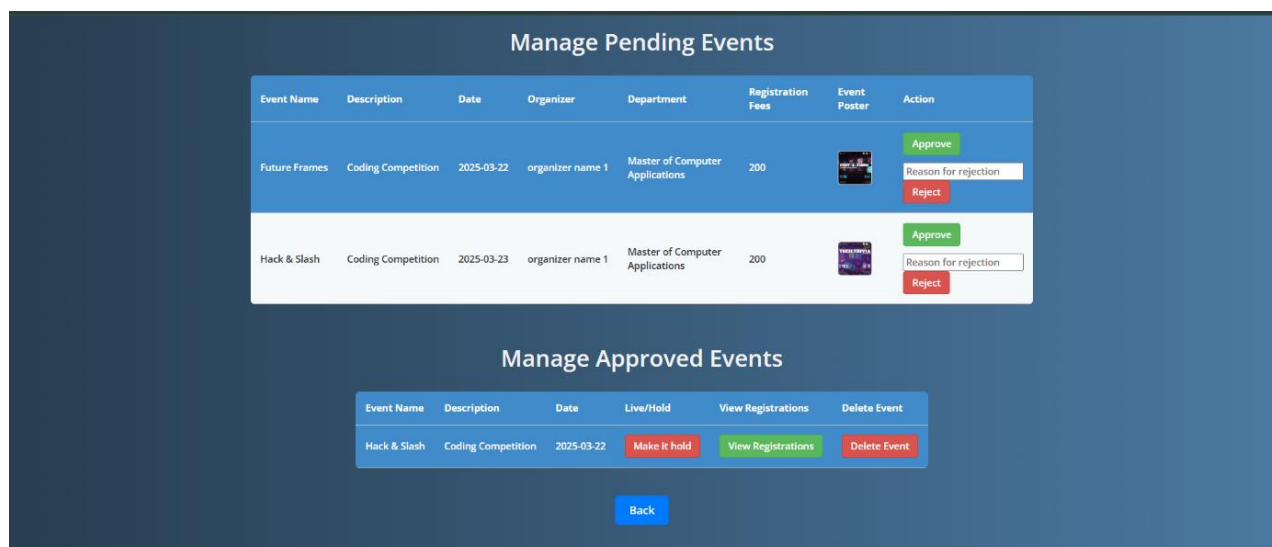 Manage Pending Events
Event Name Description Date Organizer Department Registration Fees Event Poster Action
Future Frames Coding Competition 2025-03-22 organizer name 1 Master of Computer Applications 200 Approve
Reason for rejection
Reject
Hack & Slash Coding Competition 2025-03-23 organizer name 1 Master of Computer Applications 200 Approve
Reason for rejection
Reject
Manage Approved Events
Event Name Description Date Live/Hold View Registrations Delete Event
Hack & Slash Coding Competition 2025-03-22 Make it hold View Registrations Delete Event
Back